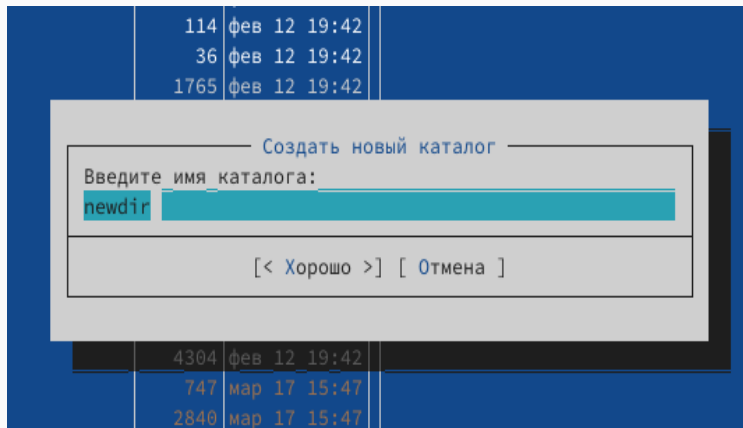 114 фев 12 19:42
36 фев 12 19:42
1765 фев 12 19:42
Создать новый каталог
Введите имя каталога:
newdir
[< Хорошо >] [ Отмена ]
4304 фев 12 19:42
747 мар 17 15:47
2840 мар 17 15:47